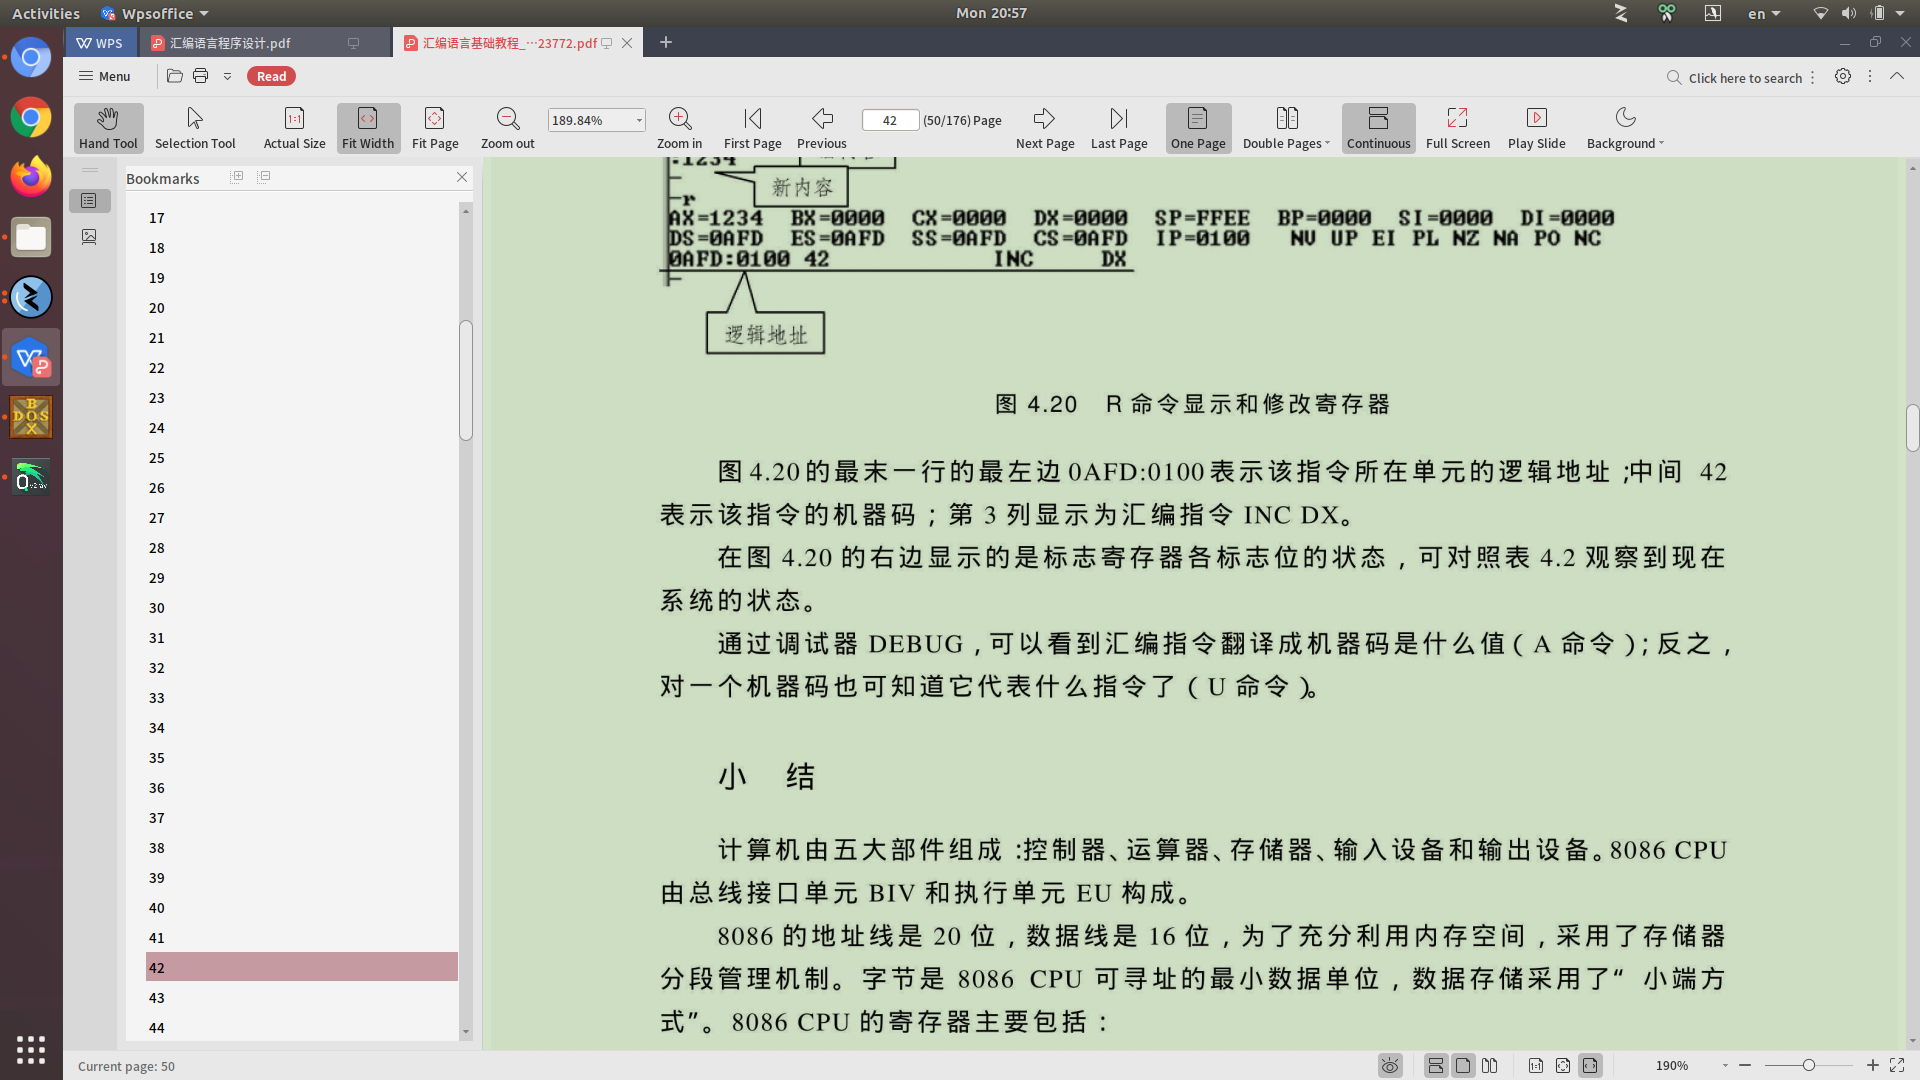 Activities Wpsoffice Mon 20:57 en
WPS 汇编语言程序设计.pdf 汇编语言基础教程_···23772.pdf
Menu Read Click here to search
Hand Tool Selection Tool Actual Size Fit Width Fit Page Zoom out 189.84% Zoom in First Page Previous 42 (50/176) Page Next Page Last Page One Page Double Pages Continuous Full Screen Play Slide Background
Bookmarks
17
18
19
20
21
22
23
24
25
26
27
28
29
30
31
32
33
34
35
36
37
38
39
40
41
42
43
44
:1234
新内容
-r
AX=1234 BX=0000 CX=0000 DX=0000 SP=FFEE BP=0000 SI=0000 DI=0000
DS=0AFD ES=0AFD SS=0AFD CS=0AFD IP=0100 NV UP EI PL NZ NA PO NC
0AFD:0100 42 INC DX
-
逻辑地址
图 4.20 R 命令显示和修改寄存器
图 4.20 的最末一行的最左边 0AFD:0100 表示该指令所在单元的逻辑地址;中间 42
表示该指令的机器码;第 3 列显示为汇编指令 INC DX。
在图 4.20 的右边显示的是标志寄存器各标志位的状态,可对照表 4.2 观察到现在
系统的状态。
通过调试器 DEBUG,可以看到汇编指令翻译成机器码是什么值(A 命令);反之,
对一个机器码也可知道它代表什么指令了(U 命令)。
小 结
计算机由五大部件组成:控制器、运算器、存储器、输入设备和输出设备。8086 CPU
由总线接口单元 BIV 和执行单元 EU 构成。
8086 的地址线是 20 位,数据线是 16 位,为了充分利用内存空间,采用了存储器
分段管理机制。字节是 8086 CPU 可寻址的最小数据单位,数据存储采用了“小端方
式”。8086 CPU 的寄存器主要包括:
Current page: 50 190%